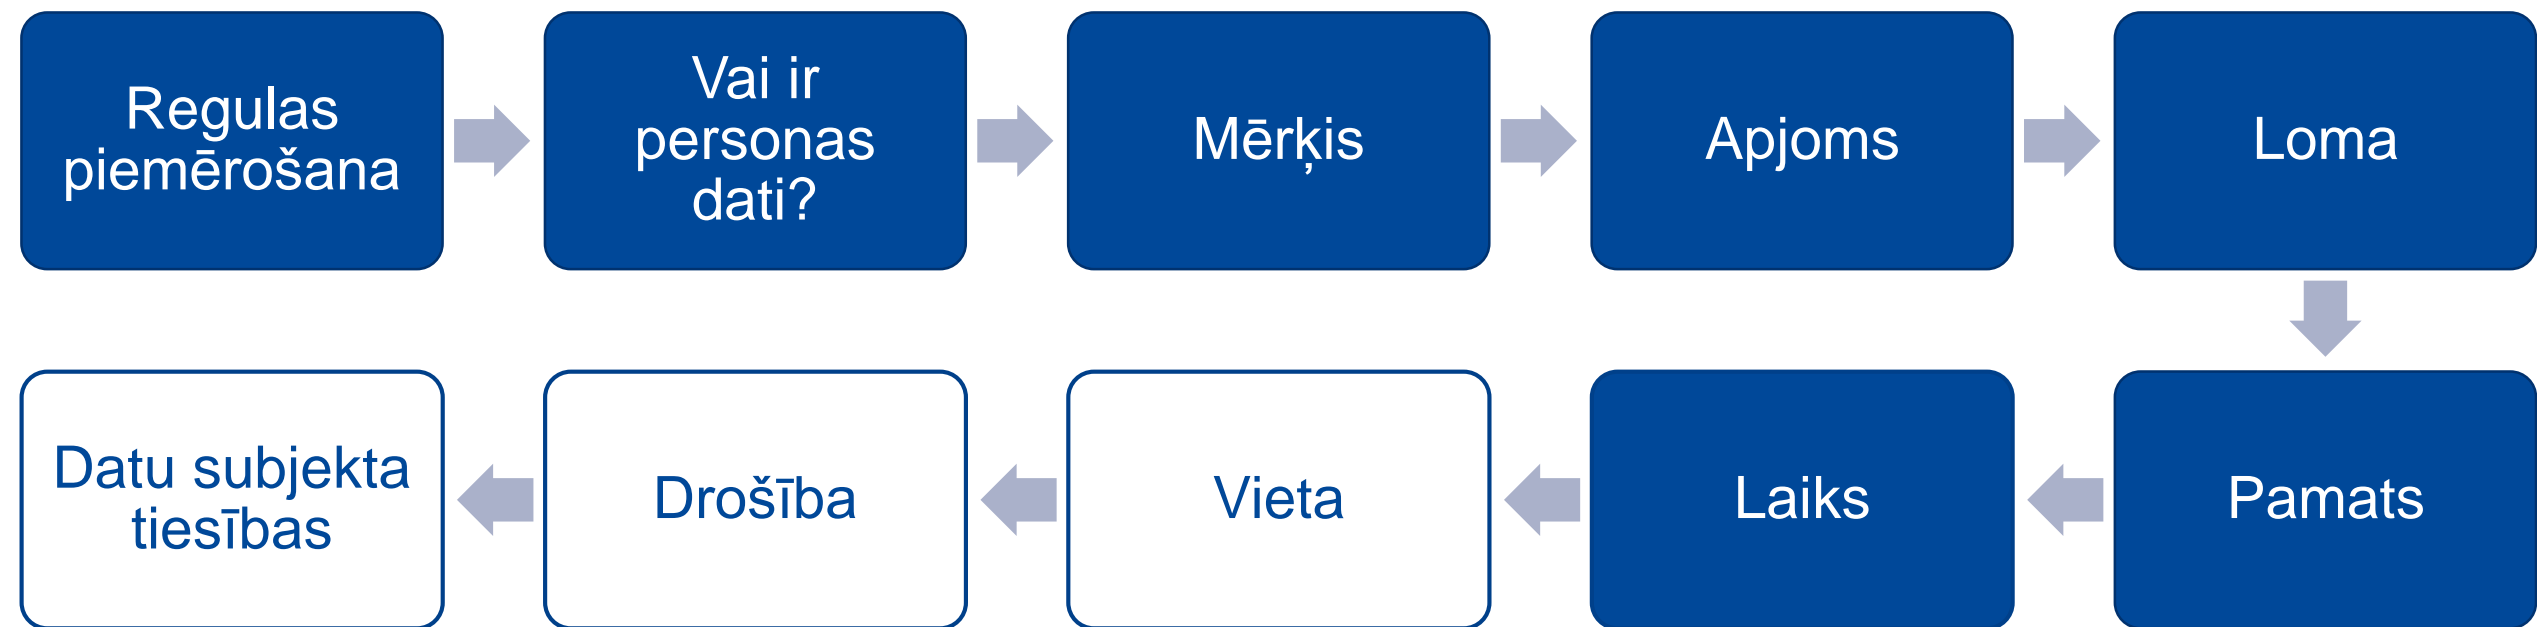 Regulas
piemērošana
Vai ir
personas
dati?
Mērķis
Apjoms
Loma
Pamats
Laiks
Vieta
Drošība
Datu subjekta
tiesības